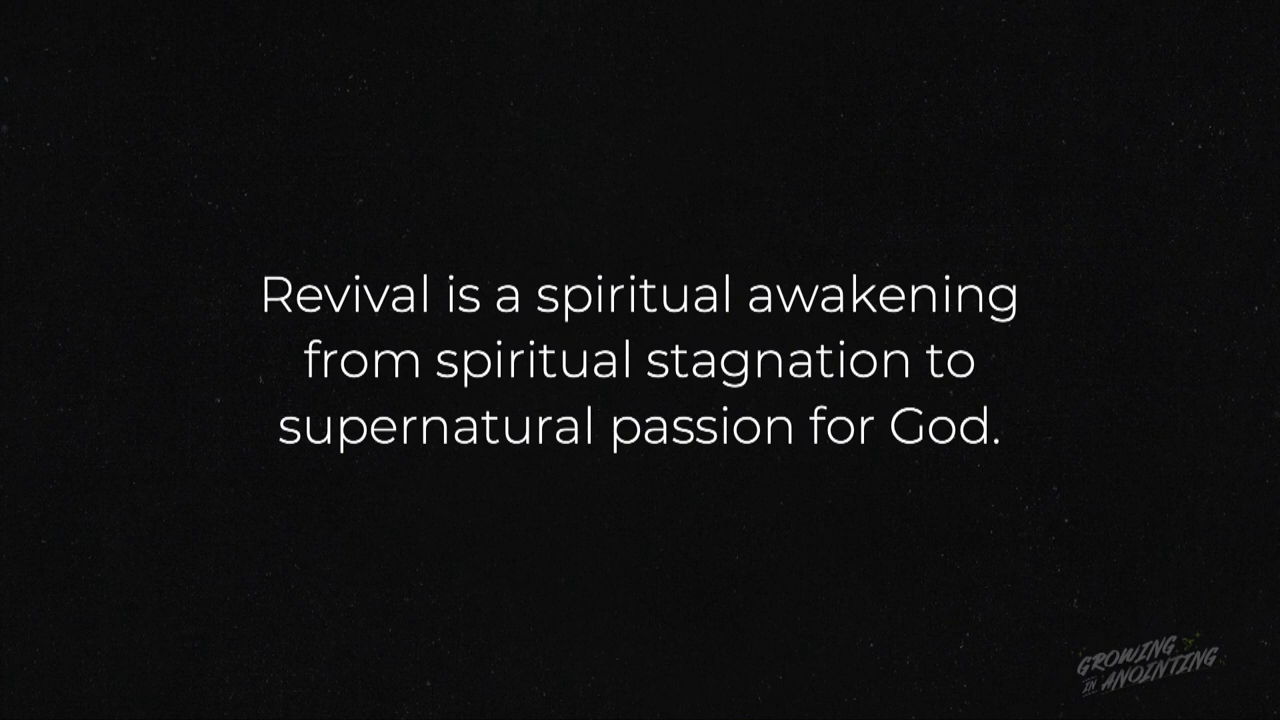 Revival is a spiritual awakening
from spiritual stagnation to
supernatural passion for God.
GROWING
IN ANOINTING